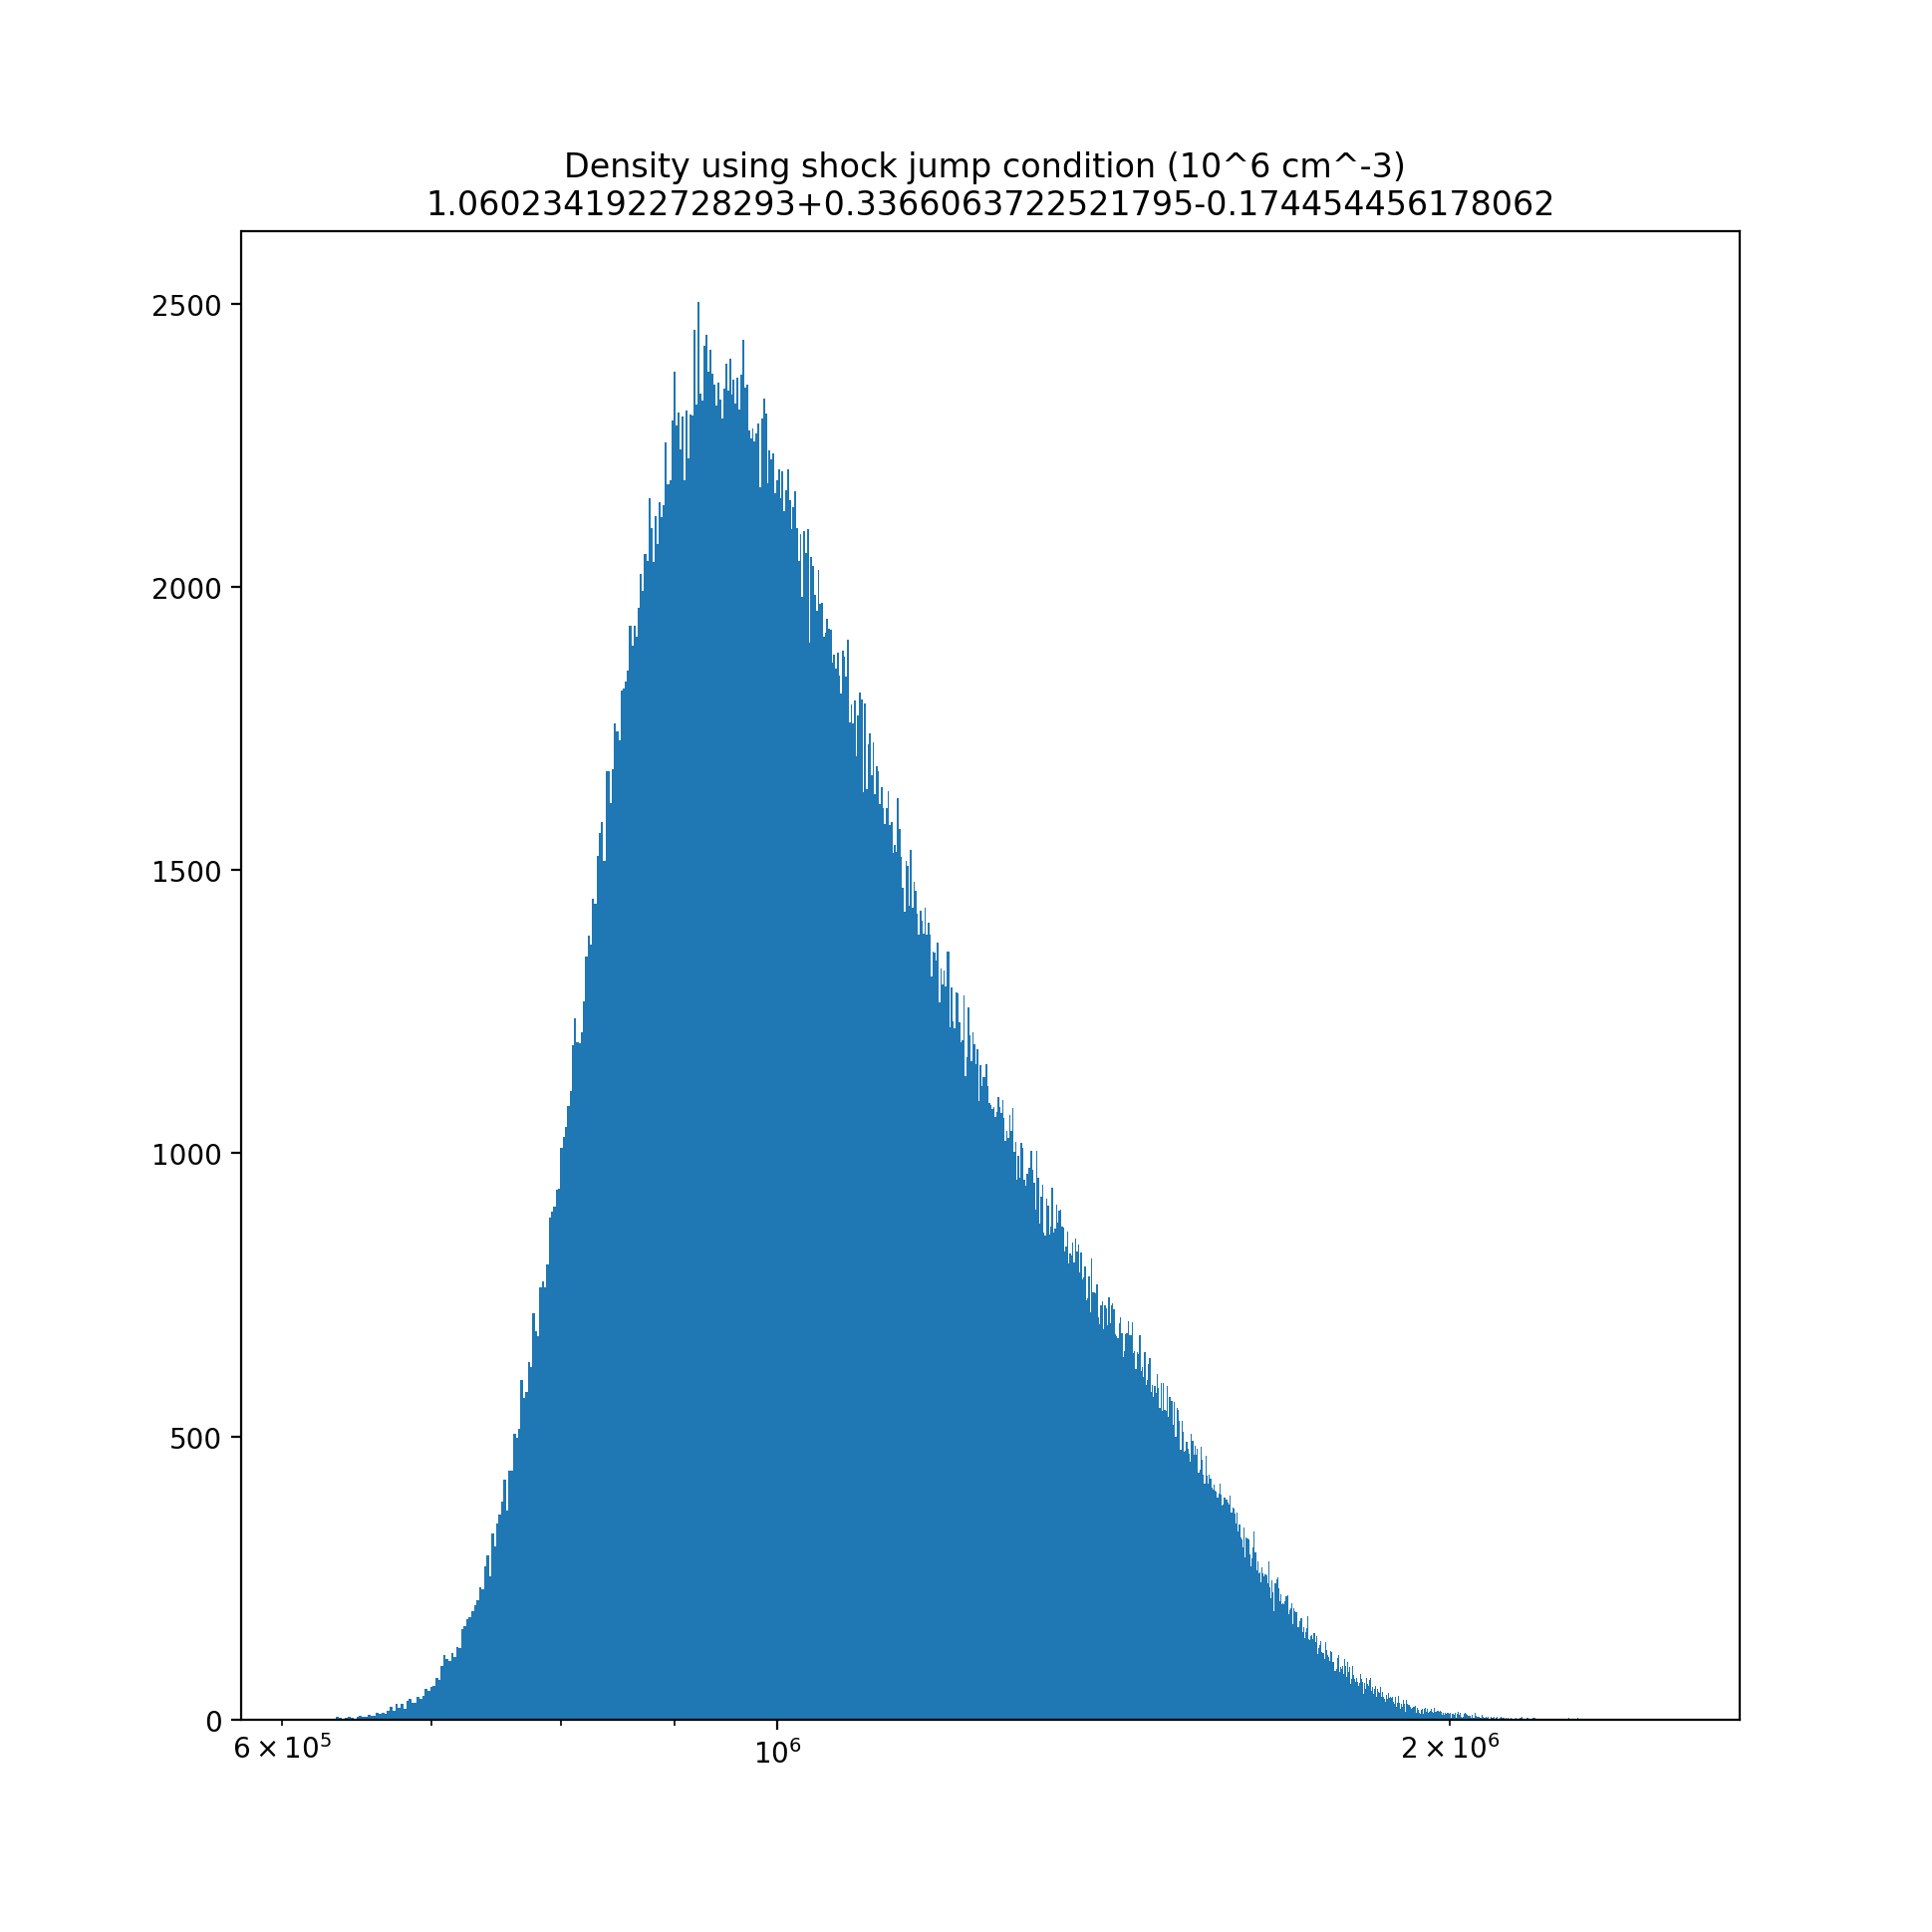 Density using shock jump condition (10^6 cm^-3)
1.0602341922728293+0.3366063722521795-0.174454456178062
2500
2000
1500
1000
500
0
6 × 10⁵
10⁶
2 × 10⁶